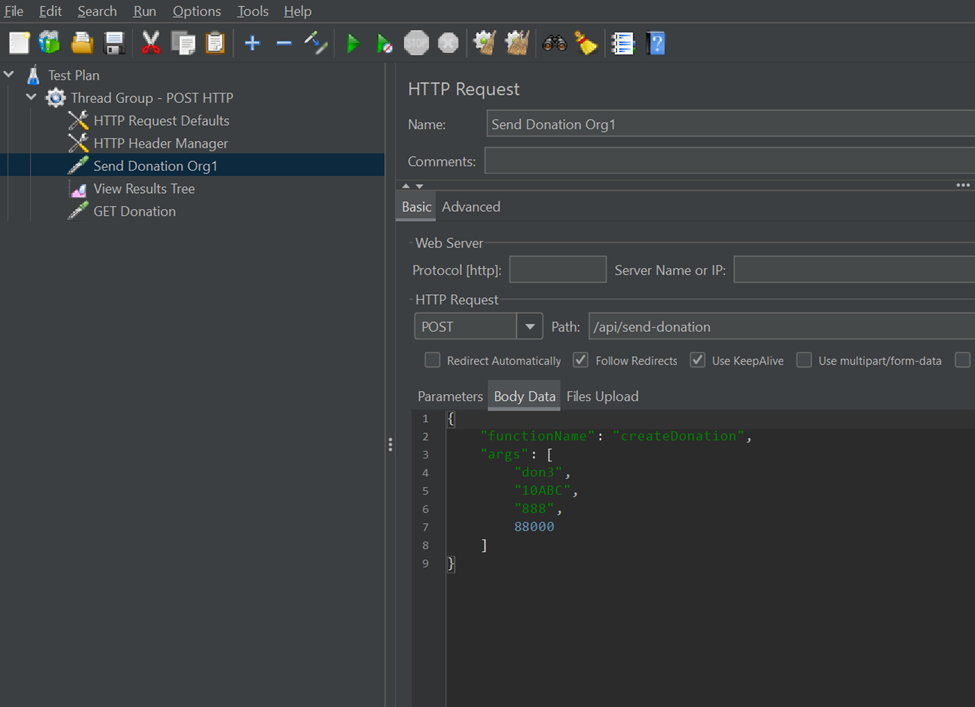 File Edit Search Run Options Tools Help
STOP
Test Plan
Thread Group - POST HTTP
HTTP Request Defaults
HTTP Header Manager
Send Donation Org1
View Results Tree
GET Donation
HTTP Request
Name: Send Donation Org1
Comments:
Basic Advanced
Web Server
Protocol [http]: Server Name or IP:
HTTP Request
POST Path: /api/send-donation
Redirect Automatically Follow Redirects Use KeepAlive Use multipart/form-data
Parameters Body Data Files Upload
1 {
2 "functionName": "createDonation",
3 "args": [
4 "don3",
5 "10ABC",
6 "888",
7 88000
8 ]
9 }